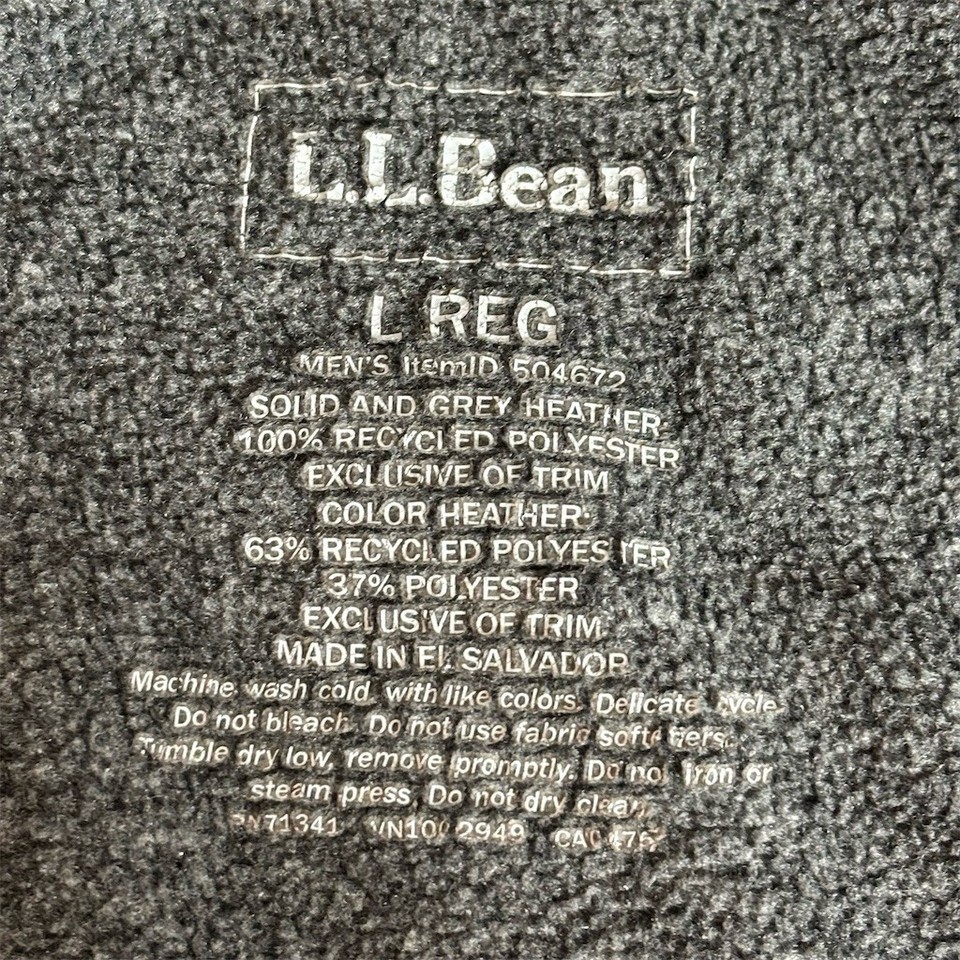 L.L.Bean
L REG
MEN'S ItemID 504672
SOLID AND GREY HEATHER
100% RECYCLED POLYESTER
EXCLUSIVE OF TRIM
COLOR HEATHER:
63% RECYCLED POLYESTER
37% POLYESTER
EXCLUSIVE OF TRIM
MADE IN EL SALVADOR
Machine wash cold, with like colors. Delicate cycle.
Do not bleach. Do not use fabric softeners.
Tumble dry low, remove promptly. Do not iron or
steam press. Do not dry clean.
RN71341